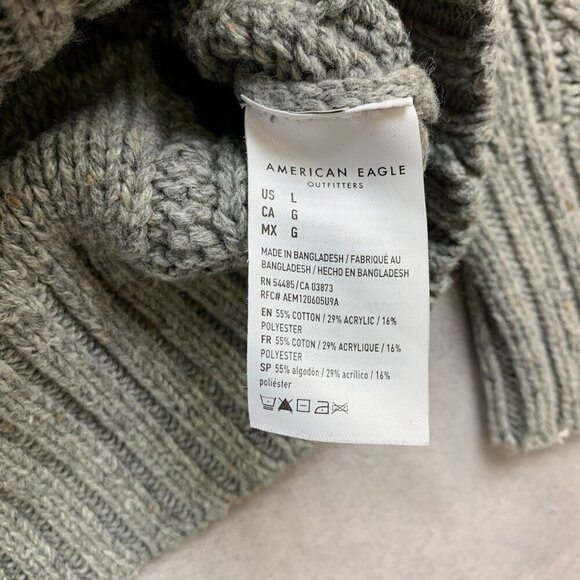 AMERICAN EAGLE
OUTFITTERS
US L
CA G
MX G
MADE IN BANGLADESH / FABRIQUÉ AU
BANGLADESH / HECHO EN BANGLADESH
RN 54485 / CA 03873
RFC# AEM120605U9A
EN 55% COTTON / 29% ACRYLIC / 16%
POLYESTER
FR 55% COTON / 29% ACRYLIQUE / 16%
POLYESTER
SP 55% algodón / 29% acrílico / 16%
poliéster